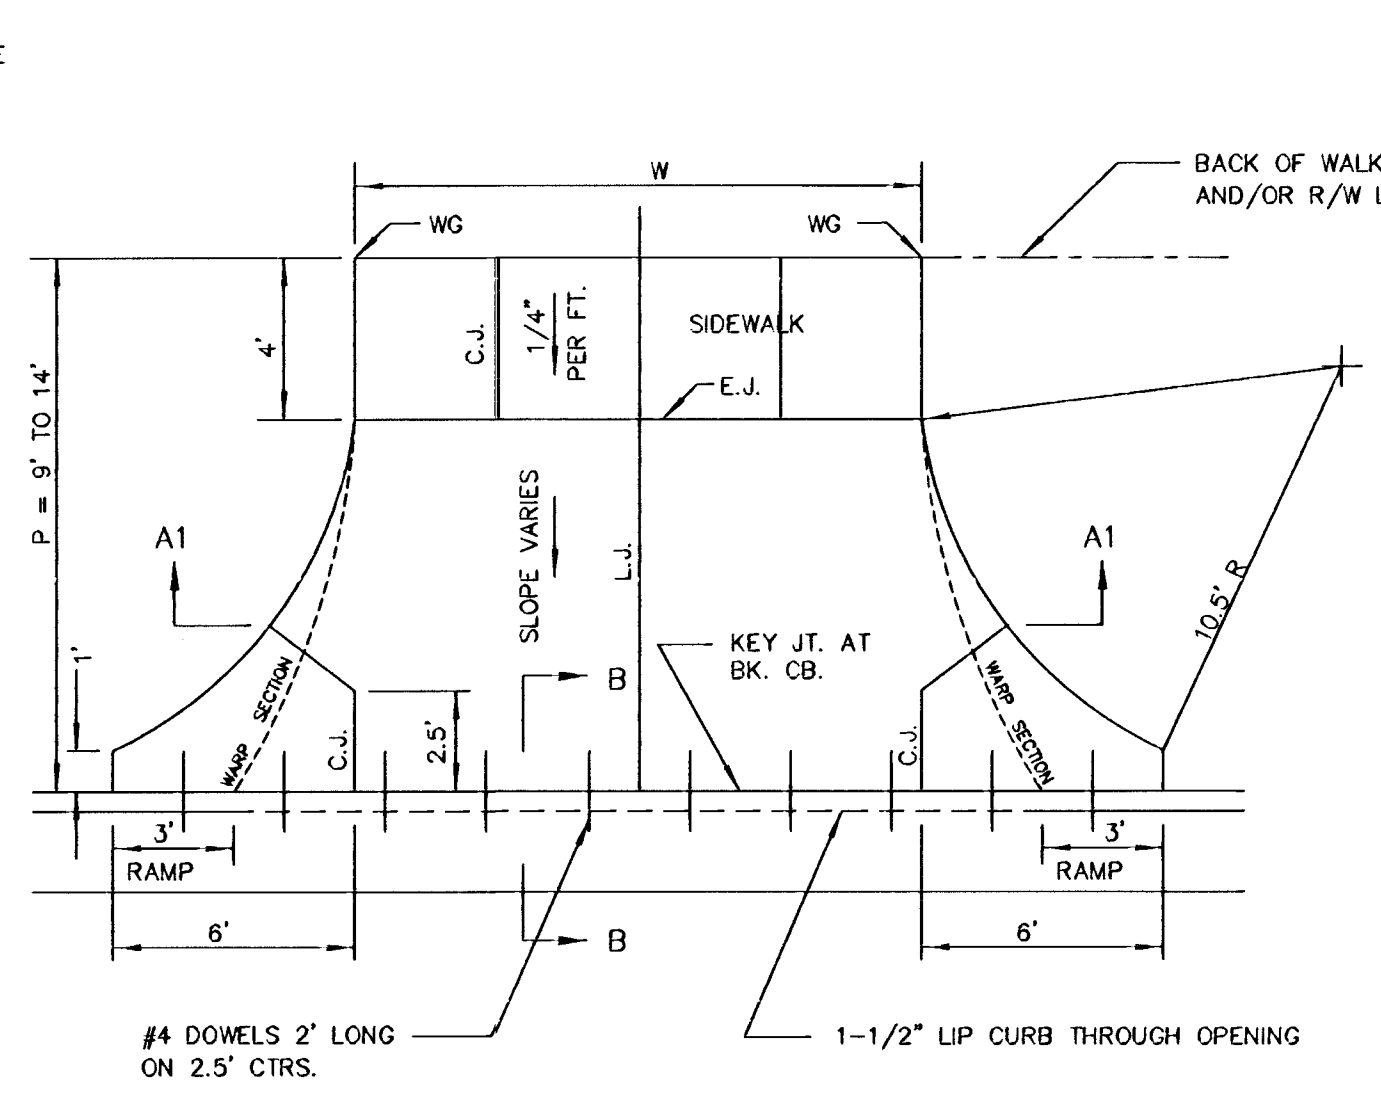 E
W
BACK OF WALK
AND/OR R/W L
WG
WG
4'
C.J.
1/4"
PER FT.
SIDEWALK
E.J.
P = 9' TO 14'
A1
A1
SLOPE VARIES
L.J.
10.5' R
1'
WARP SECTION
KEY JT. AT
BK. CB.
WARP SECTION
B
C.J.
2.5'
C.J.
3'
RAMP
3'
RAMP
6'
B
6'
#4 DOWELS 2' LONG
ON 2.5' CTRS.
1-1/2" LIP CURB THROUGH OPENING